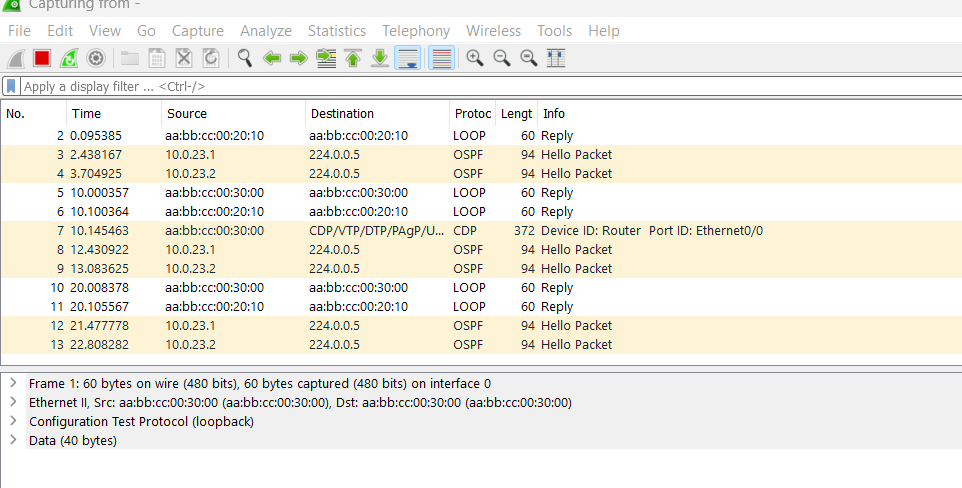 Capturing from -
File Edit View Go Capture Analyze Statistics Telephony Wireless Tools Help
Apply a display filter ... <Ctrl-/>
No. Time Source Destination Protoc Lengt Info
2 0.095385 aa:bb:cc:00:20:10 aa:bb:cc:00:20:10 LOOP 60 Reply
3 2.438167 10.0.23.1 224.0.0.5 OSPF 94 Hello Packet
4 3.704925 10.0.23.2 224.0.0.5 OSPF 94 Hello Packet
5 10.000357 aa:bb:cc:00:30:00 aa:bb:cc:00:30:00 LOOP 60 Reply
6 10.100364 aa:bb:cc:00:20:10 aa:bb:cc:00:20:10 LOOP 60 Reply
7 10.145463 aa:bb:cc:00:30:00 CDP/VTP/DTP/PAgP/U... CDP 372 Device ID: Router Port ID: Ethernet0/0
8 12.430922 10.0.23.1 224.0.0.5 OSPF 94 Hello Packet
9 13.083625 10.0.23.2 224.0.0.5 OSPF 94 Hello Packet
10 20.008378 aa:bb:cc:00:30:00 aa:bb:cc:00:30:00 LOOP 60 Reply
11 20.105567 aa:bb:cc:00:20:10 aa:bb:cc:00:20:10 LOOP 60 Reply
12 21.477778 10.0.23.1 224.0.0.5 OSPF 94 Hello Packet
13 22.808282 10.0.23.2 224.0.0.5 OSPF 94 Hello Packet
Frame 1: 60 bytes on wire (480 bits), 60 bytes captured (480 bits) on interface 0
Ethernet II, Src: aa:bb:cc:00:30:00 (aa:bb:cc:00:30:00), Dst: aa:bb:cc:00:30:00 (aa:bb:cc:00:30:00)
Configuration Test Protocol (loopback)
Data (40 bytes)